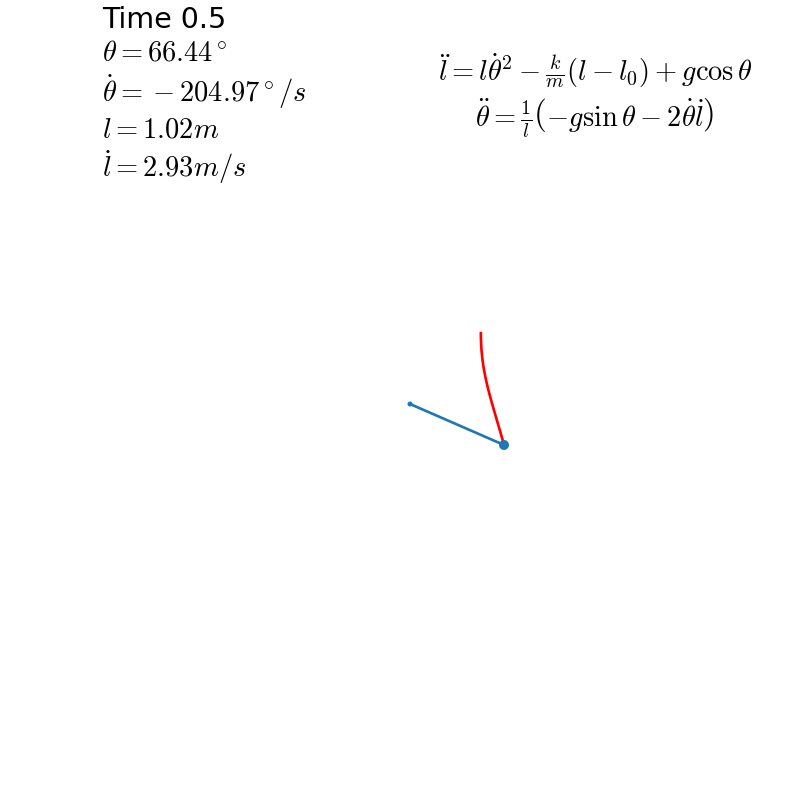 Time 0.5
θ = 66.44°
θ̇ = −204.97°/s
l = 1.02m
l̇ = 2.93m/s
l̈ = lθ̇² − k/m(l − l₀) + g cos θ
θ̈ = 1/l(−g sin θ − 2θ̇l̇)